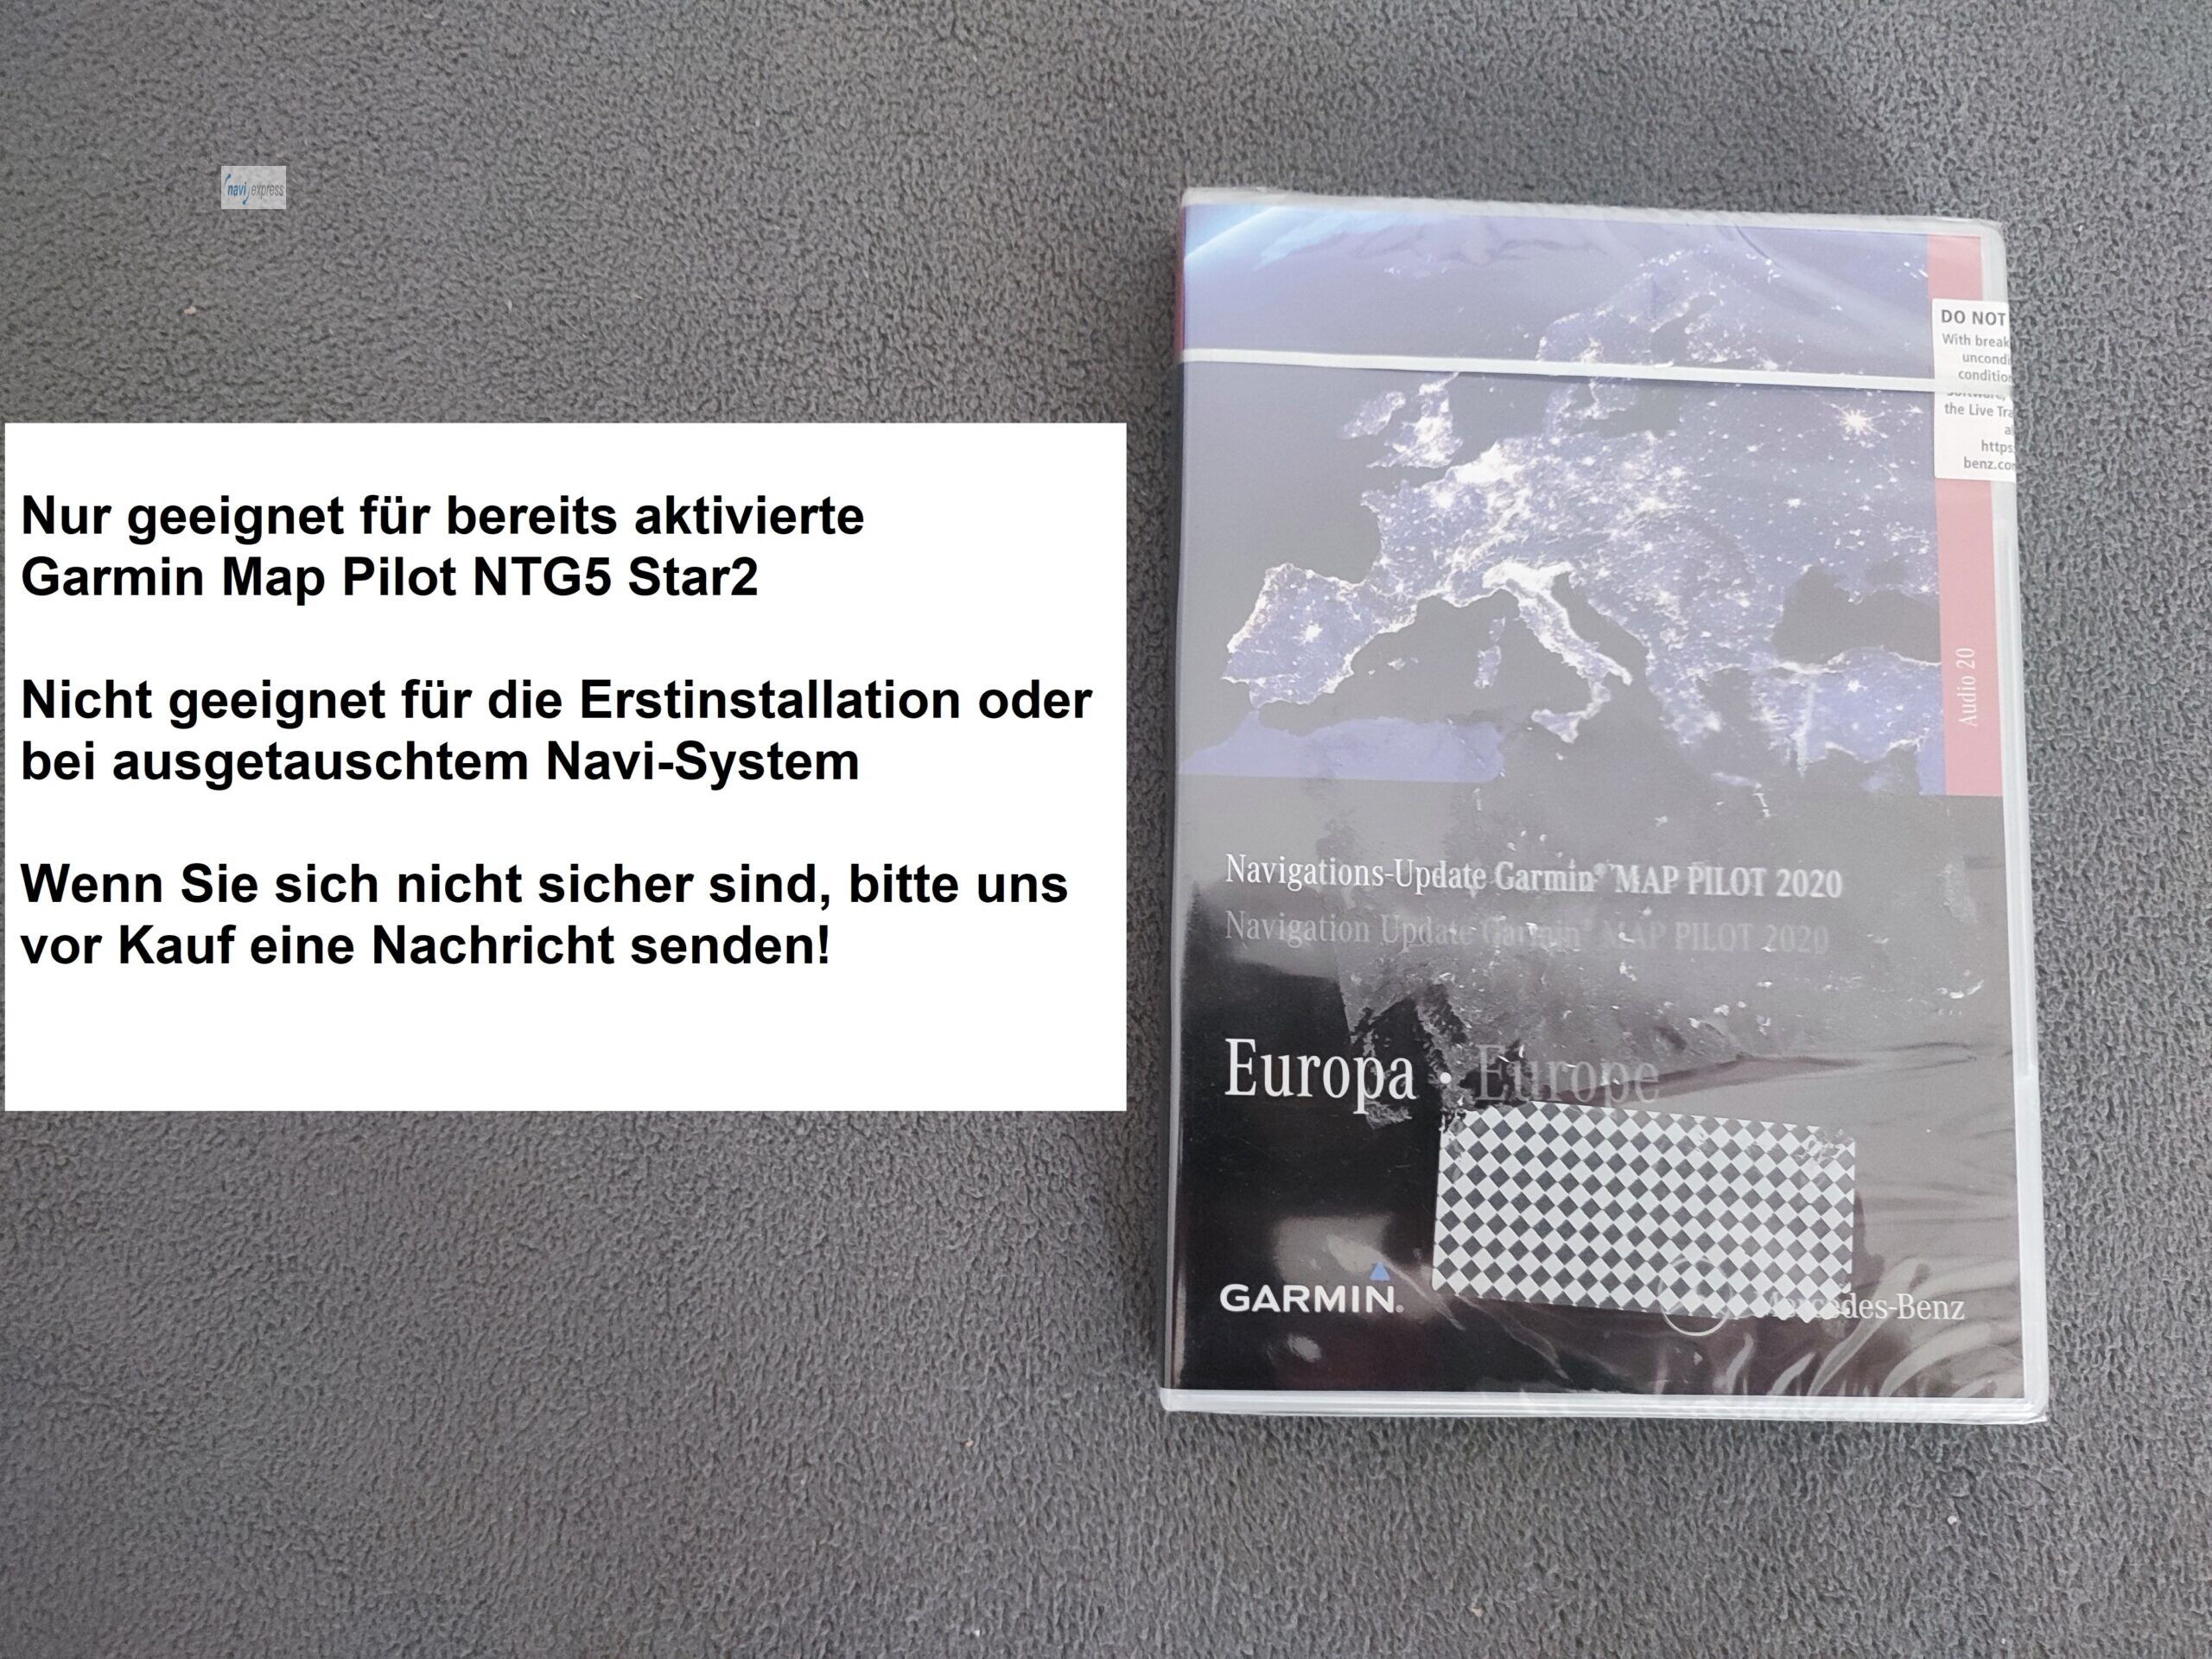 navi express
Nur geeignet für bereits aktivierte
Garmin Map Pilot NTG5 Star2
Nicht geeignet für die Erstinstallation oder
bei ausgetauschtem Navi-System
Wenn Sie sich nicht sicher sind, bitte uns
vor Kauf eine Nachricht senden!
DO NOT
With break
uncondi
conditio
the Live Tra
https:
benz.com
Audio 20
Navigations-Update Garmin® MAP PILOT 2020
Navigation Update Garmin® MAP PILOT 2020
Europa · Europe
GARMIN®
Mercedes-Benz